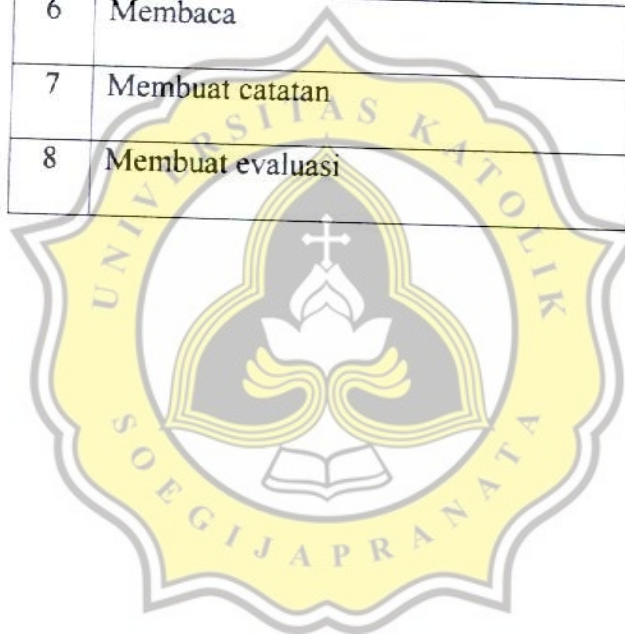 6 Membaca
7 Membuat catatan
8 Membuat evaluasi
UNIVERSITAS KATOLIK
SOEGIJAPRANATA